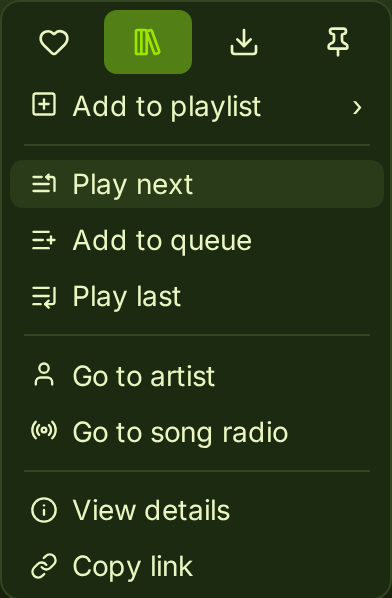 Add to playlist
Play next
Add to queue
Play last
Go to artist
Go to song radio
View details
Copy link